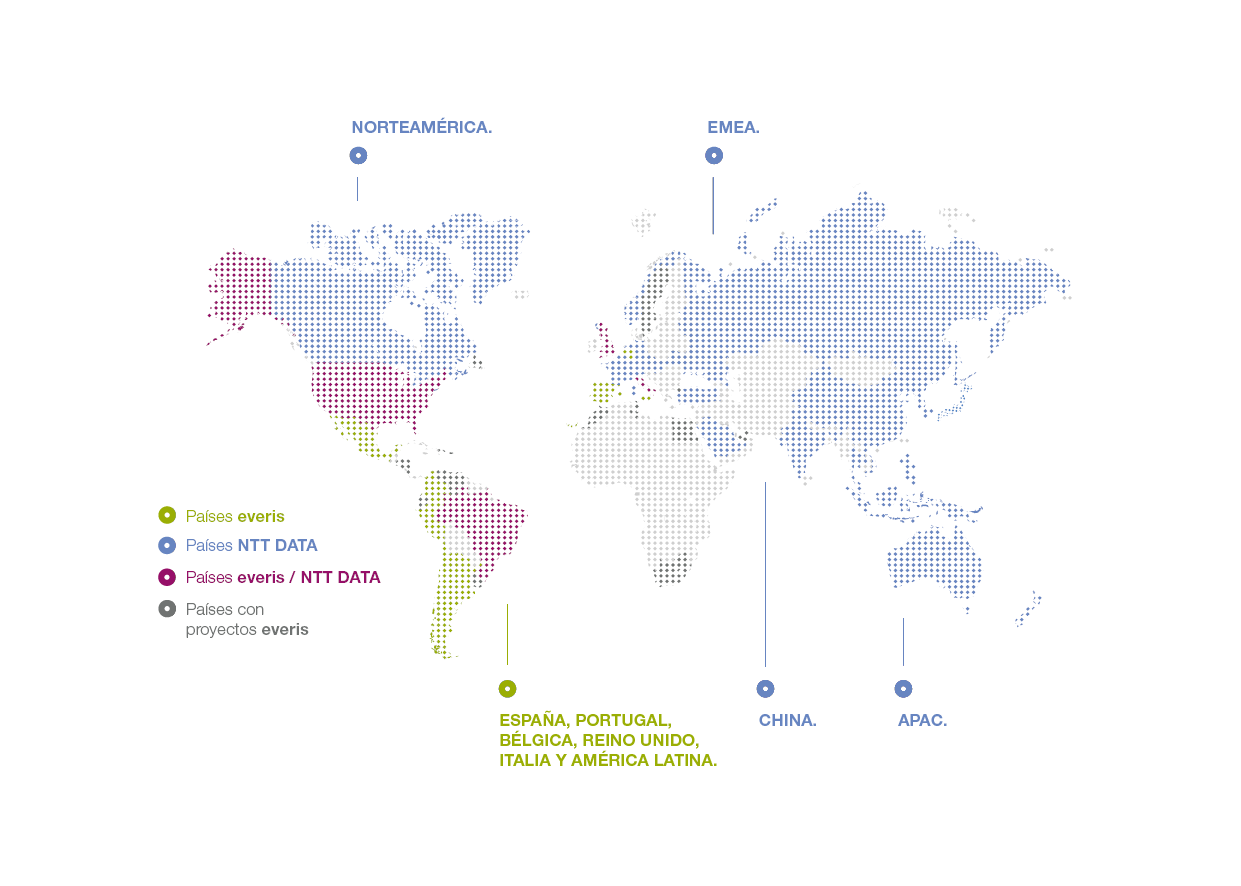 NORTEAMÉRICA.
EMEA.
Países everis
Países NTT DATA
Países everis / NTT DATA
Países con
proyectos everis
ESPAÑA, PORTUGAL,
BÉLGICA, REINO UNIDO,
ITALIA Y AMÉRICA LATINA.
CHINA.
APAC.